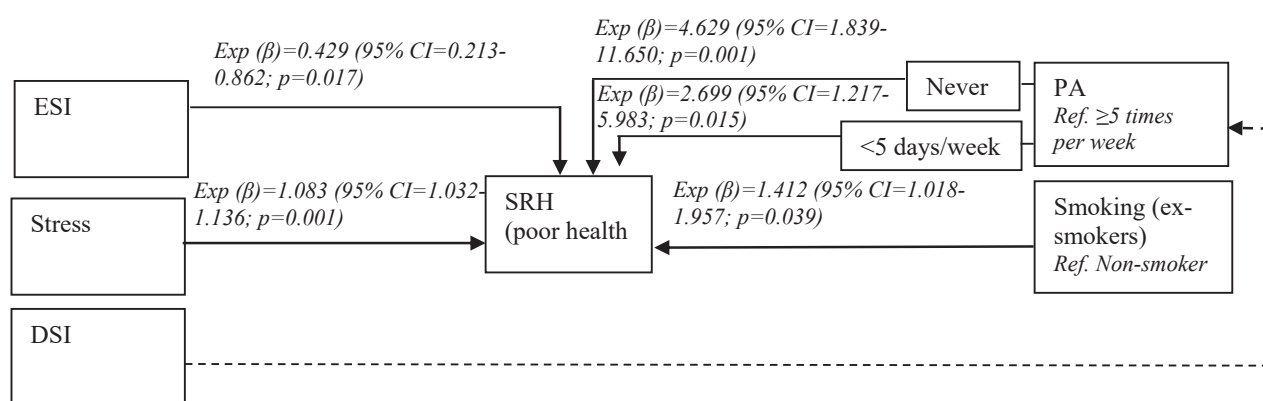 Exp (β)=0.429 (95% CI=0.213-
0.862; p=0.017)
Exp (β)=4.629 (95% CI=1.839-
11.650; p=0.001)
ESI
Never
PA
Ref. ≥5 times
per week
Exp (β)=2.699 (95% CI=1.217-
5.983; p=0.015)
<5 days/week
Stress
Exp (β)=1.083 (95% CI=1.032-
1.136; p=0.001)
SRH
(poor health
Exp (β)=1.412 (95% CI=1.018-
1.957; p=0.039)
Smoking (ex-
smokers)
Ref. Non-smoker
DSI